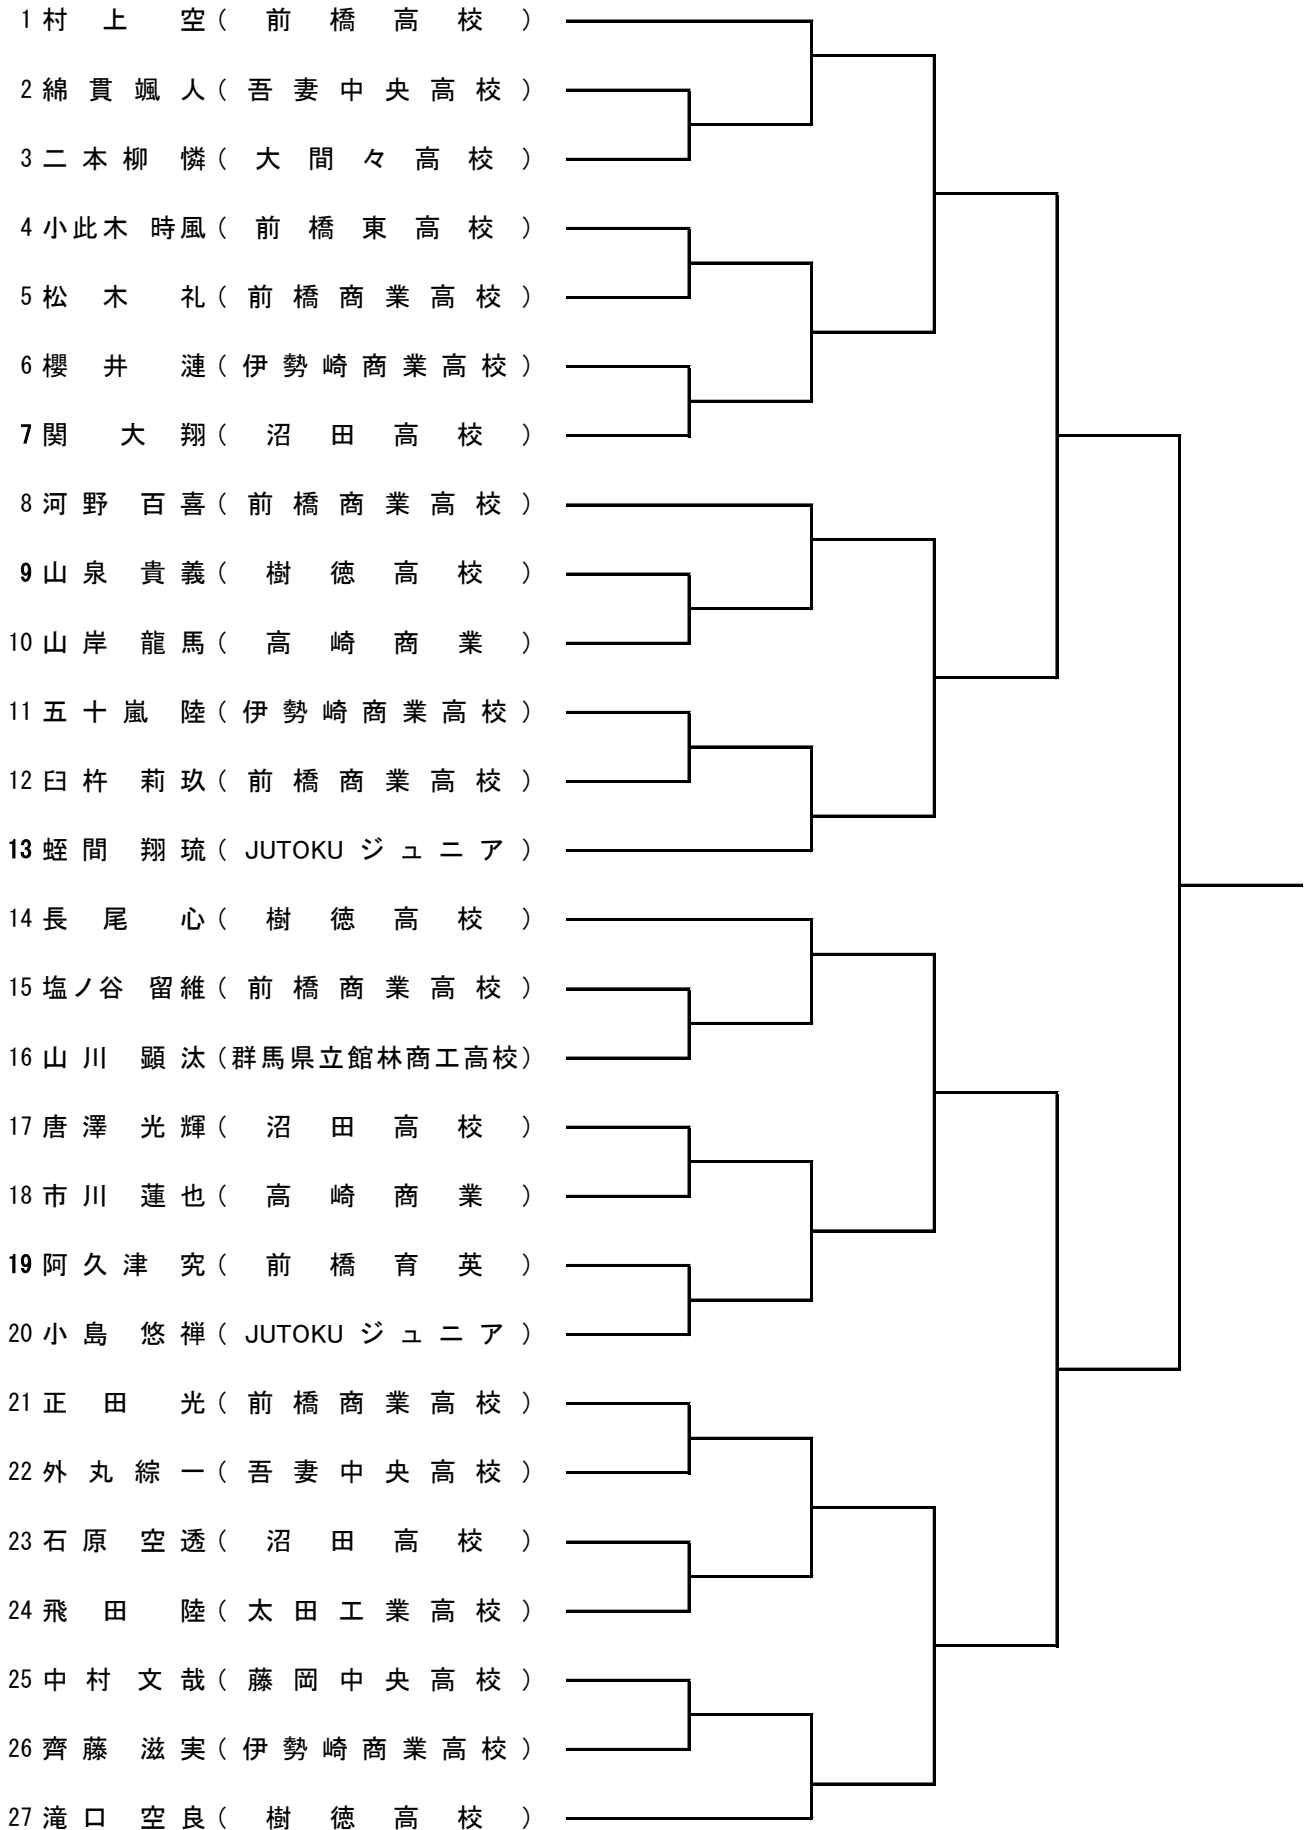 1 村上 空 (前橋高校)
2 綿貫颯人 (吾妻中央高校)
3 二本柳 憐 (大間々高校)
4 小此木 時風 (前橋東高校)
5 松木 礼 (前橋商業高校)
6 櫻井 漣 (伊勢崎商業高校)
7 関 大翔 (沼田高校)
8 河野 百喜 (前橋商業高校)
9 山泉 貴義 (樹徳高校)
10 山岸 龍馬 (高崎商業)
11 五十嵐 陸 (伊勢崎商業高校)
12 臼杵 莉玖 (前橋商業高校)
13 蛭間 翔琉 (JUTOKU ジュニア)
14 長尾 心 (樹徳高校)
15 塩ノ谷 留維 (前橋商業高校)
16 山川 顕汰 (群馬県立館林商工高校)
17 唐澤 光輝 (沼田高校)
18 市川 蓮也 (高崎商業)
19 阿久津 究 (前橋育英)
20 小島 悠禅 (JUTOKU ジュニア)
21 正田 光 (前橋商業高校)
22 外丸綜一 (吾妻中央高校)
23 石原 空透 (沼田高校)
24 飛田 陸 (太田工業高校)
25 中村文哉 (藤岡中央高校)
26 齊藤 滋実 (伊勢崎商業高校)
27 滝口 空良 (樹徳高校)